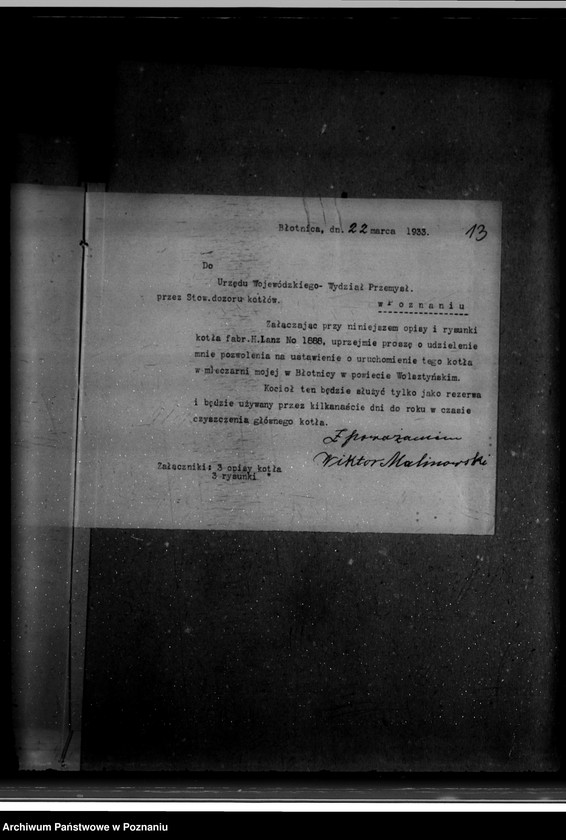 Błotnica, dn. 22 marca 1933.
13
Do
Urzędu Wojewódzkiego- Wydział Przemysł.
przez Stow.dozoru kotłów.
w P o z n a n i u
Załączając przy niniejszem opisy i rysunki
kotła fabr.H.Lanz No 1888, uprzejmie proszę o udzielenie
mnie pozwolenia na ustawienie o uruchomienie tego kotła
w mleczarni mojej w Błotnicy w powiecie Wolsztyńskim.
Kocioł ten będzie służyć tylko jako rezerwa
i będzie używany przez kilkanaście dni do roku w czasie
czyszczenia głównego kotła.
Z poważaniem
Wiktor Malinowski
Załączniki: 3 opisy kotła
3 rysunki "
Archiwum Państwowe w Poznaniu